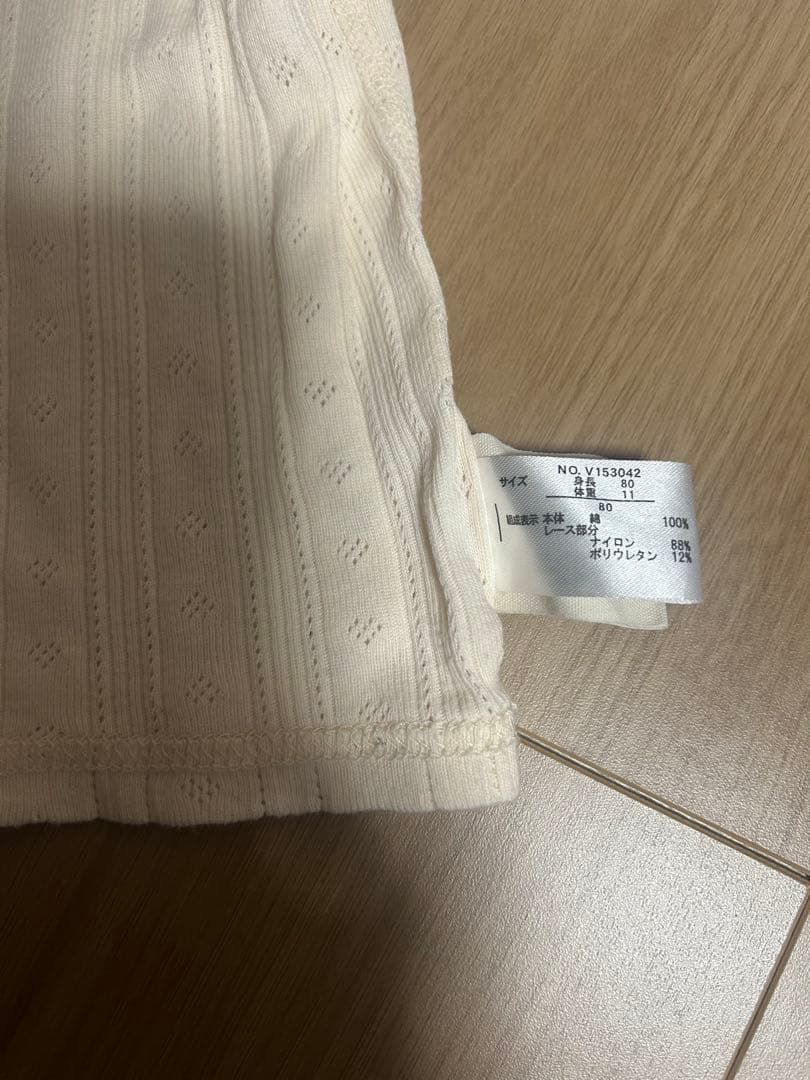 NO. V153042
サイズ 身長 80
体重 11
80
組成表示 本体 綿 100%
レース部分
ナイロン 88%
ポリウレタン 12%